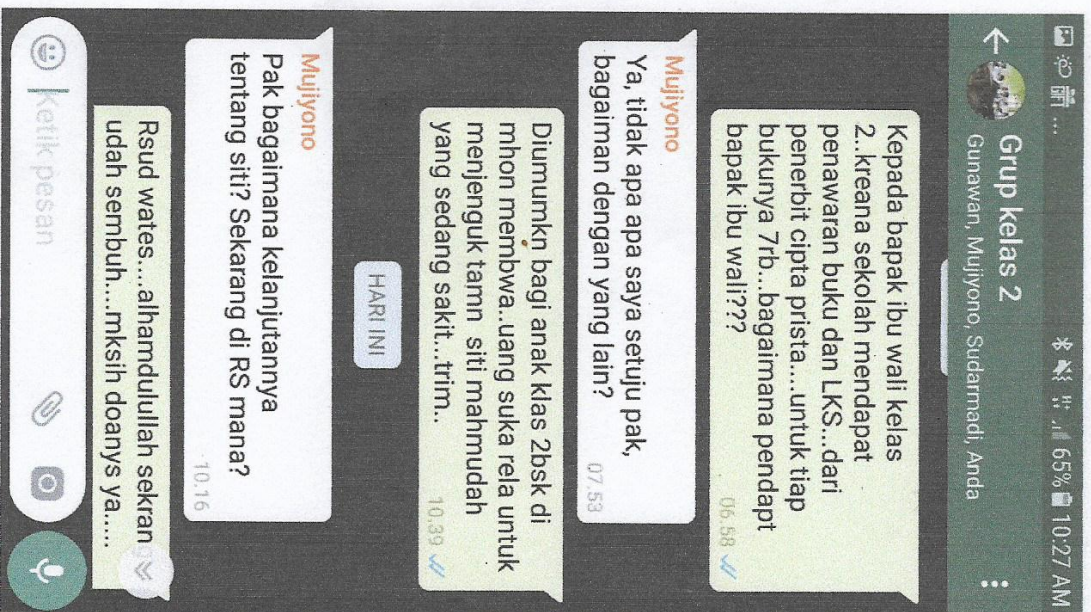 ... 65% 10:27 AM
Grup kelas 2
Gunawan, Mujiyono, Sudarmadi, Anda
Kepada bapak ibu wali kelas
2..kreana sekolah mendapat
penawaran buku dan LKS...dari
penerbit cipta prista....untuk tiap
bukunya 7rb...bagaimana pendapt
bapak ibu wali???
06.58
Mujiyono
Ya, tidak apa apa saya setuju pak,
bagaiman dengan yang lain?
07.53
Diumumkn bagi anak klas 2bsk di
mhon membwa..uang suka rela untuk
menjenguk tamn siti mahmudah
yang sedang sakit...trim..
10.39
HARI INI
Mujiyono
Pak bagaimana kelanjutannya
tentang siti? Sekarang di RS mana?
10.16
Rsud wates....alhamdulullah sekran
udah sembuh.....mksih doanys ya.....
Ketik pesan